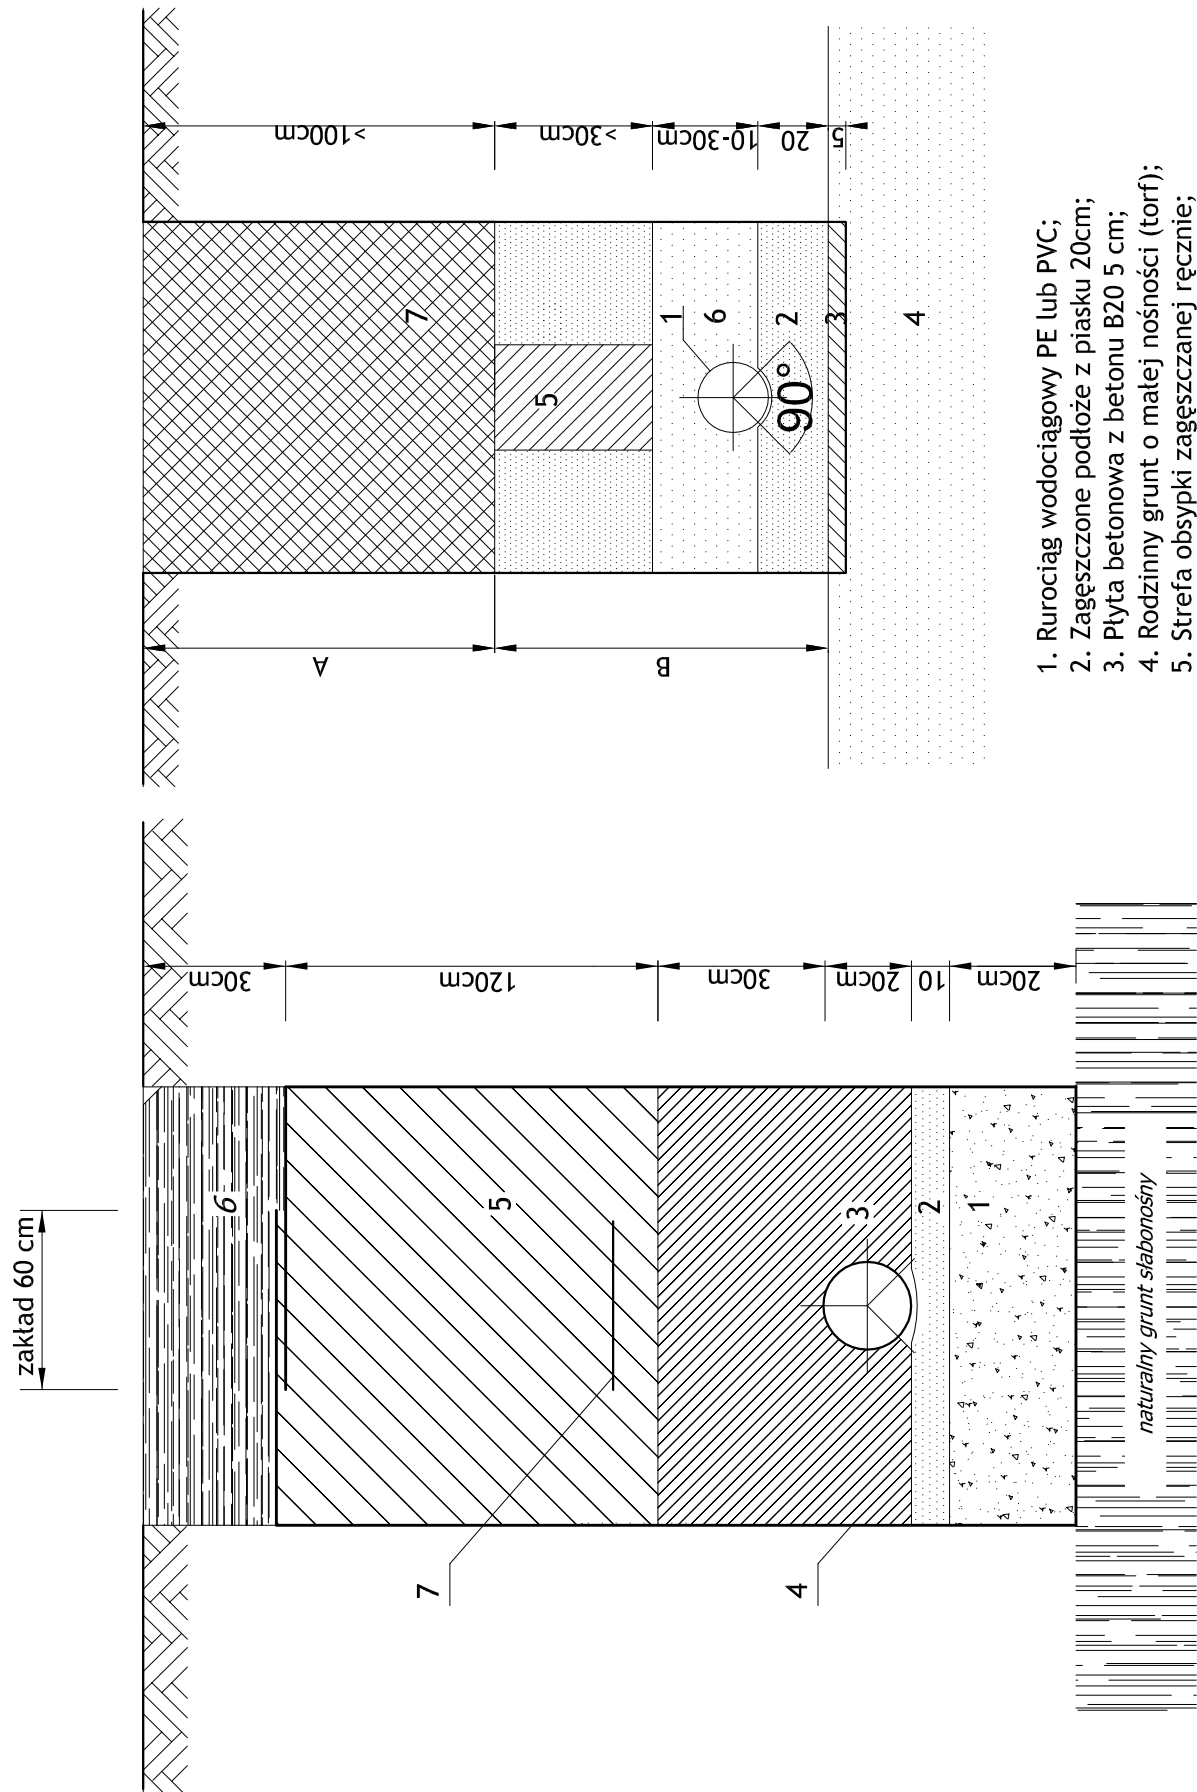 zakład 60 cm
6
30cm
120cm
5
7
30cm
3
20cm
4
2
10
1
20cm
naturalny grunt słabonośny
>100cm
7
A
>30cm
5
B
10-30cm
1
6
20
2
90°
5
3
4
1. Rurociąg wodociągowy PE lub PVC;
2. Zagęszczone podłoże z piasku 20cm;
3. Płyta betonowa z betonu B20 5 cm;
4. Rodzinny grunt o małej nośności (torf);
5. Strefa obsypki zagęszczanej ręcznie;